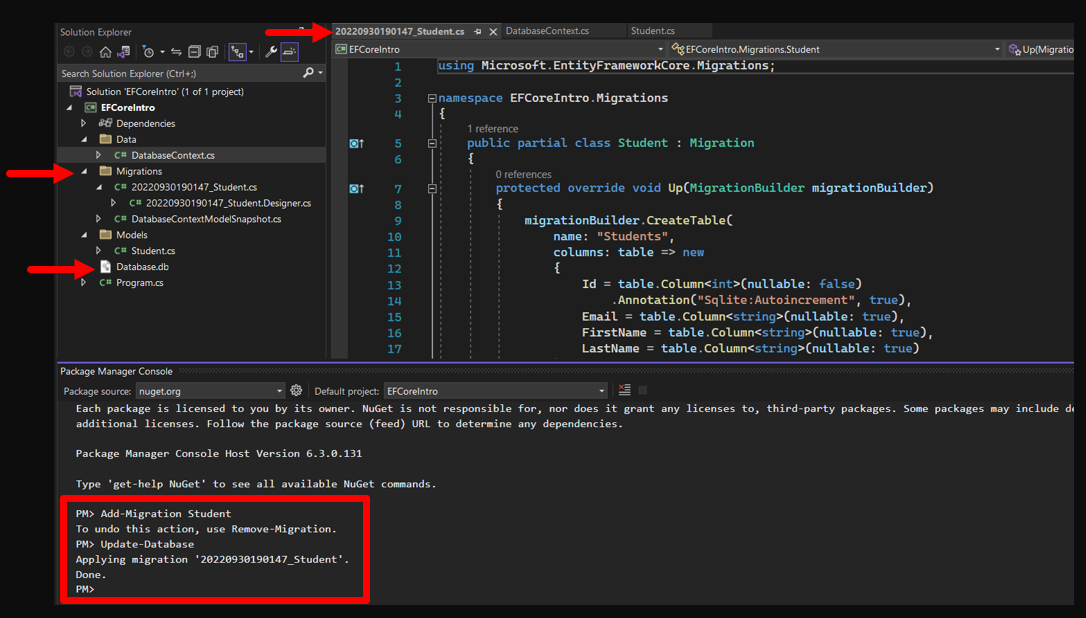 Solution Explorer
Search Solution Explorer (Ctrl+;)
Solution 'EFCoreIntro' (1 of 1 project)
C# EFCoreIntro
Dependencies
Data
C# DatabaseContext.cs
Migrations
C# 20220930190147_Student.cs
C# 20220930190147_Student.Designer.cs
C# DatabaseContextModelSnapshot.cs
Models
C# Student.cs
Database.db
C# Program.cs
20220930190147_Student.cs DatabaseContext.cs Student.cs
C# EFCoreIntro EFCoreIntro.Migrations.Student Up(Migratio
1 using Microsoft.EntityFrameworkCore.Migrations;
2
3 namespace EFCoreIntro.Migrations
4 {
1 reference
5 public partial class Student : Migration
6 {
0 references
7 protected override void Up(MigrationBuilder migrationBuilder)
8 {
9 migrationBuilder.CreateTable(
10 name: "Students",
11 columns: table => new
12 {
13 Id = table.Column<int>(nullable: false)
14 .Annotation("Sqlite:Autoincrement", true),
15 Email = table.Column<string>(nullable: true),
16 FirstName = table.Column<string>(nullable: true),
17 LastName = table.Column<string>(nullable: true)
Package Manager Console
Package source: nuget.org Default project: EFCoreIntro
Each package is licensed to you by its owner. NuGet is not responsible for, nor does it grant any licenses to, third-party packages. Some packages may include de
additional licenses. Follow the package source (feed) URL to determine any dependencies.
Package Manager Console Host Version 6.3.0.131
Type 'get-help NuGet' to see all available NuGet commands.
PM> Add-Migration Student
To undo this action, use Remove-Migration.
PM> Update-Database
Applying migration '20220930190147_Student'.
Done.
PM>